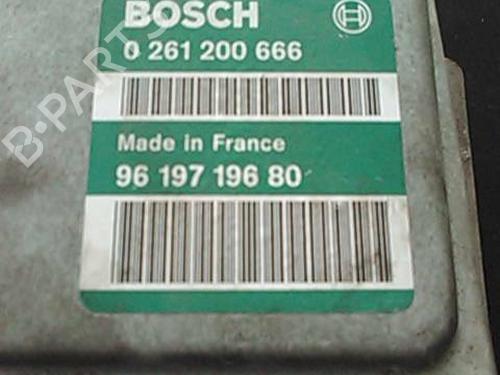 BOSCH
0 261 200 666
Made in France
96 197 196 80
B-PARTS